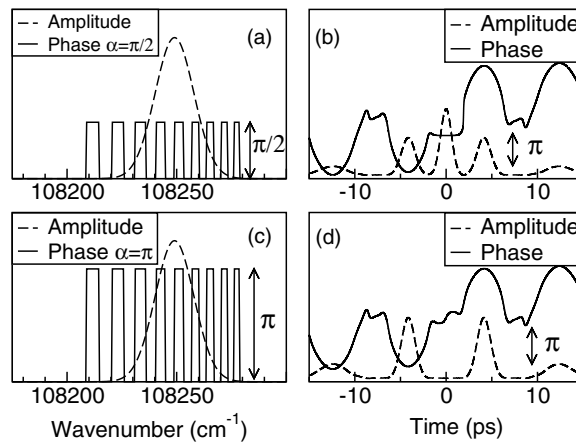 Amplitude
Phase α=π/2
(a)
π/2
108200
108250
(b)
Amplitude
Phase
π
-10
0
10
Amplitude
Phase α=π
(c)
π
108200
108250
Wavenumber (cm⁻¹)
(d)
Amplitude
Phase
π
-10
0
10
Time (ps)